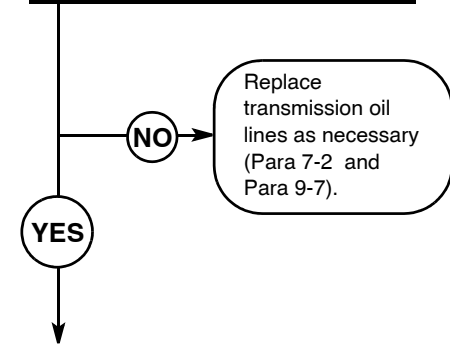 Replace
transmission oil
lines as necessary
(Para 7-2 and
Para 9-7).
NO
YES